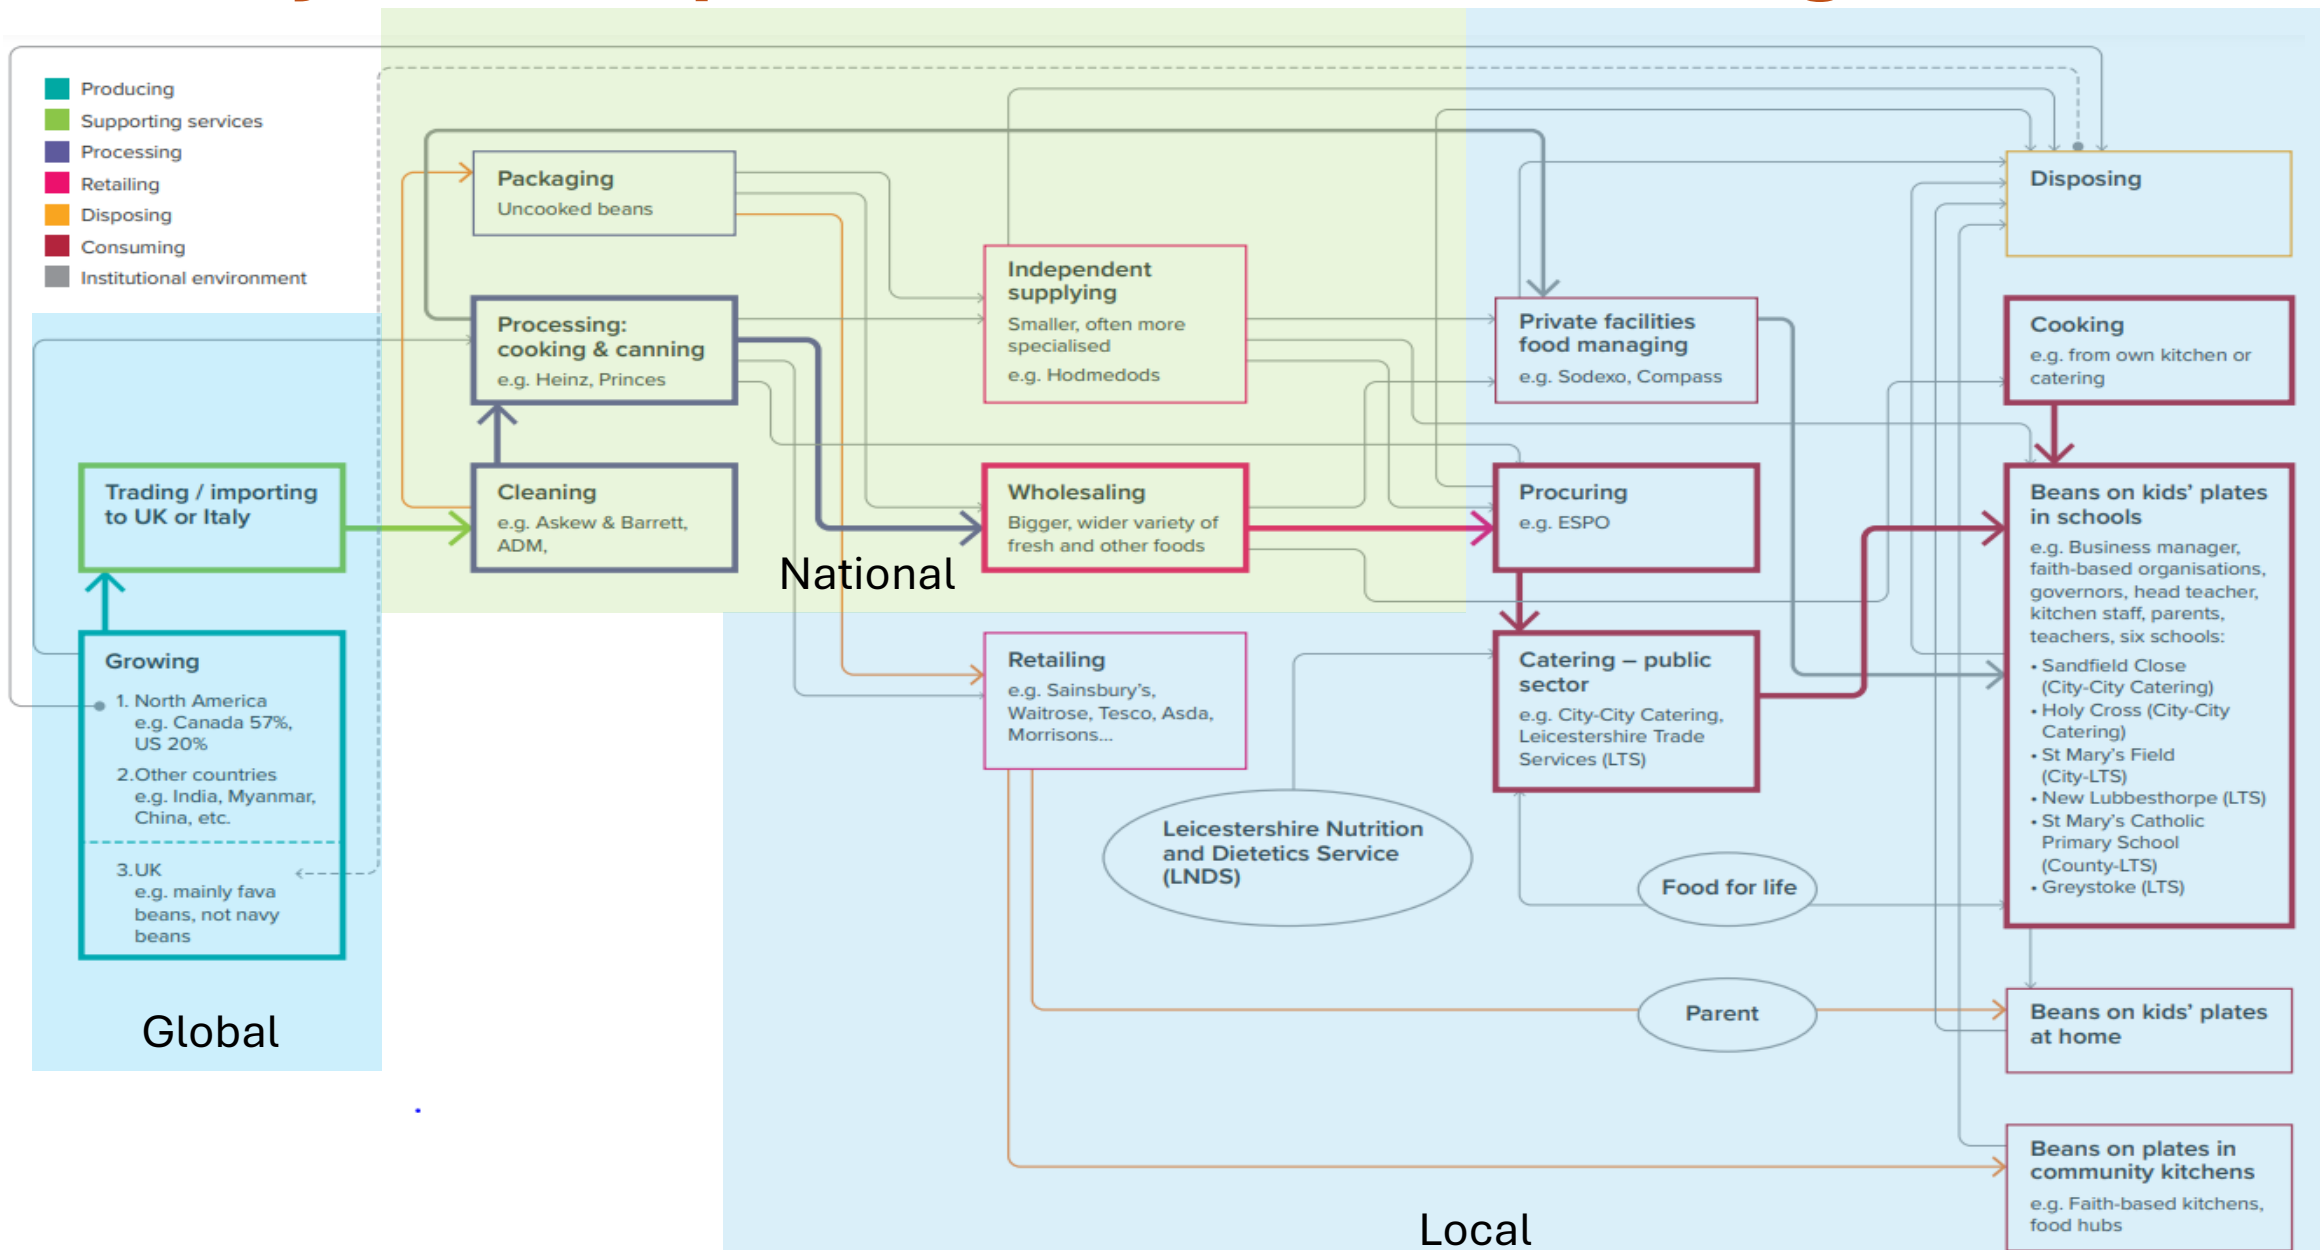 Producing
Supporting services
Processing
Retailing
Disposing
Consuming
Institutional environment
Trading / importing
to UK or Italy
Growing
1. North America
e.g. Canada 57%,
US 20%
2.Other countries
e.g. India, Myanmar,
China, etc.
3.UK
e.g. mainly fava
beans, not navy
beans
Global
Packaging
Uncooked beans
Processing:
cooking & canning
e.g. Heinz, Princes
Cleaning
e.g. Askew & Barrett,
ADM,
National
Independent
supplying
Smaller, often more
specialised
e.g. Hodmedods
Wholesaling
Bigger, wider variety of
fresh and other foods
Retailing
e.g. Sainsbury's,
Waitrose, Tesco, Asda,
Morrisons...
Leicestershire Nutrition
and Dietetics Service
(LNDS)
Private facilities
food managing
e.g. Sodexo, Compass
Procuring
e.g. ESPO
Catering – public
sector
e.g. City-City Catering,
Leicestershire Trade
Services (LTS)
Food for life
Parent
Local
Disposing
Cooking
e.g. from own kitchen or
catering
Beans on kids' plates
in schools
e.g. Business manager,
faith-based organisations,
governors, head teacher,
kitchen staff, parents,
teachers, six schools:
• Sandfield Close
(City-City Catering)
• Holy Cross (City-City
Catering)
• St Mary's Field
(City-LTS)
• New Lubbesthorpe (LTS)
• St Mary's Catholic
Primary School
(County-LTS)
• Greystoke (LTS)
Beans on kids' plates
at home
Beans on plates in
community kitchens
e.g. Faith-based kitchens,
food hubs